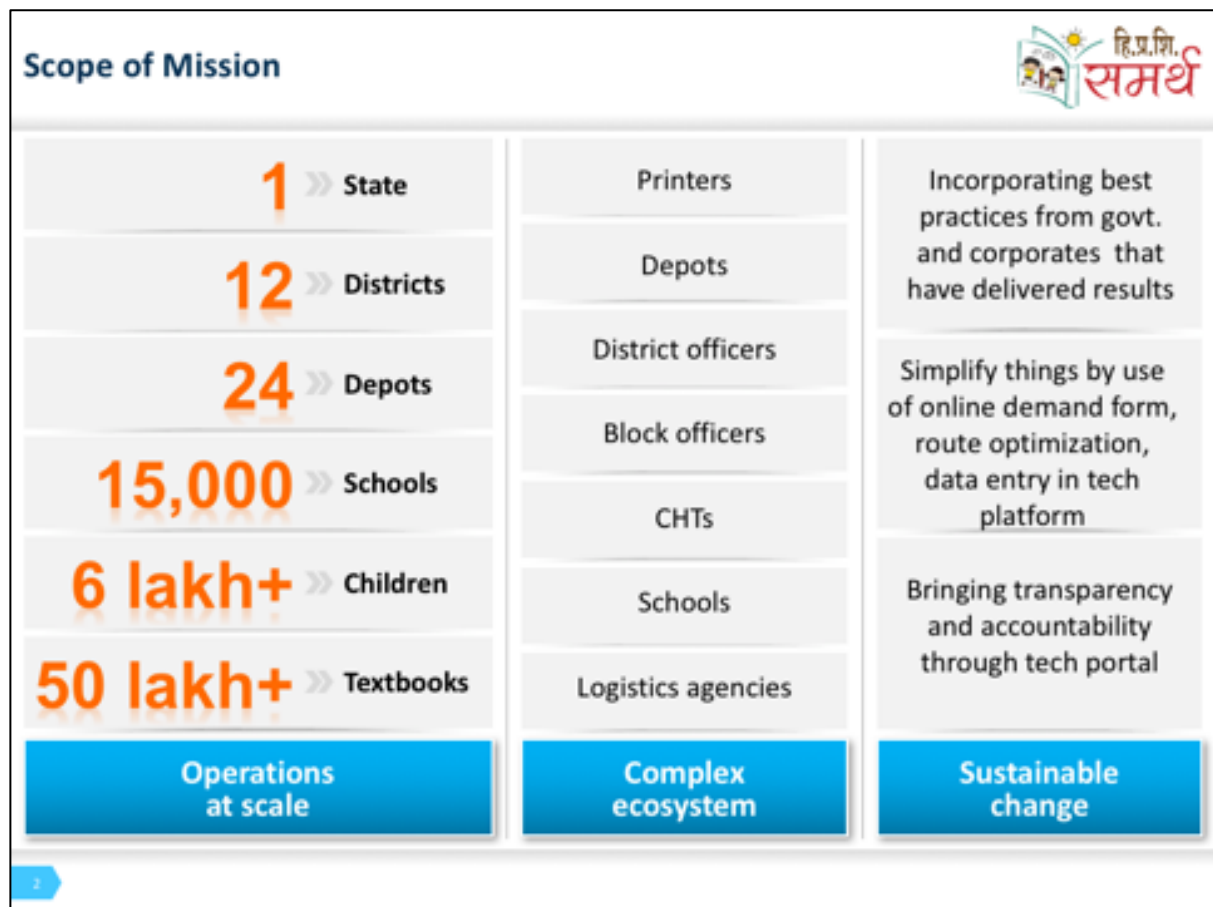 Scope of Mission
हि.प्र.शि.
समर्थ
1 » State
12 » Districts
24 » Depots
15,000 » Schools
6 lakh+ » Children
50 lakh+ » Textbooks
Operations
at scale
Printers
Depots
District officers
Block officers
CHTs
Schools
Logistics agencies
Complex
ecosystem
Incorporating best
practices from govt.
and corporates that
have delivered results
Simplify things by use
of online demand form,
route optimization,
data entry in tech
platform
Bringing transparency
and accountability
through tech portal
Sustainable
change
2